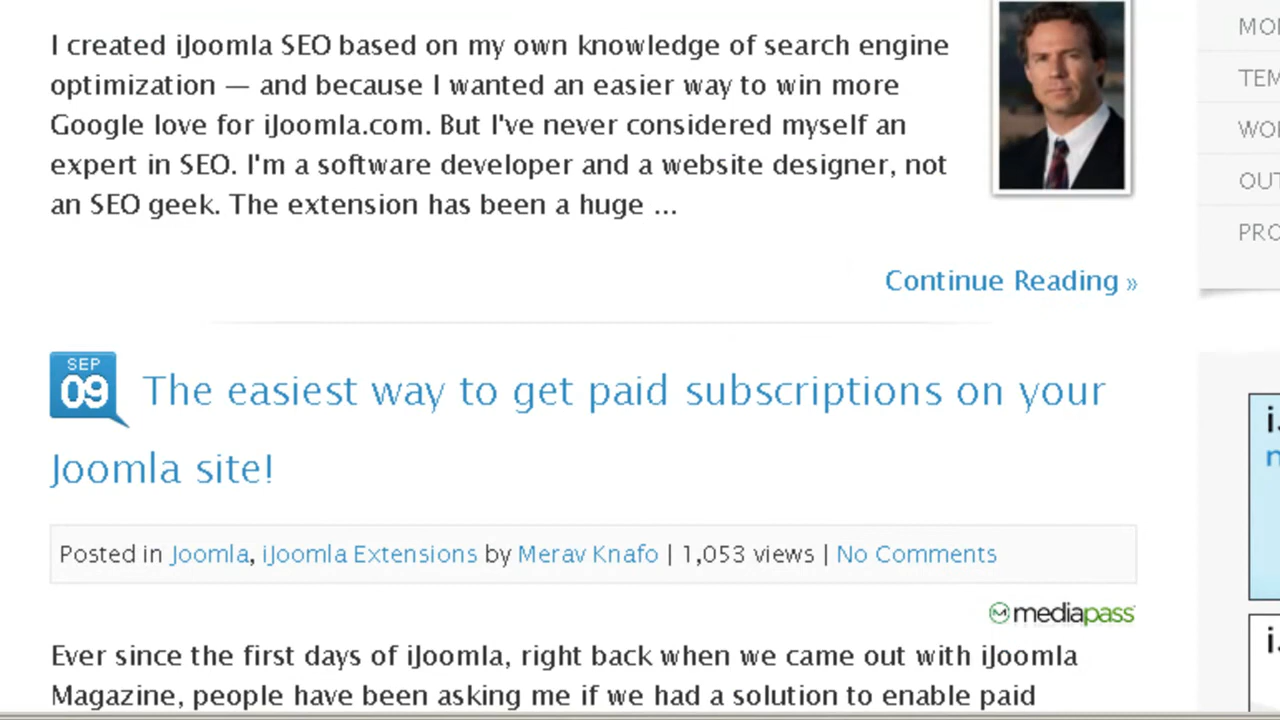 I created iJoomla SEO based on my own knowledge of search engine
optimization — and because I wanted an easier way to win more
Google love for iJoomla.com. But I've never considered myself an
expert in SEO. I'm a software developer and a website designer, not
an SEO geek. The extension has been a huge ...
Continue Reading »
SEP
09
The easiest way to get paid subscriptions on your
Joomla site!
Posted in Joomla, iJoomla Extensions by Merav Knafo | 1,053 views | No Comments
mediapass
Ever since the first days of iJoomla, right back when we came out with iJoomla
Magazine, people have been asking me if we had a solution to enable paid